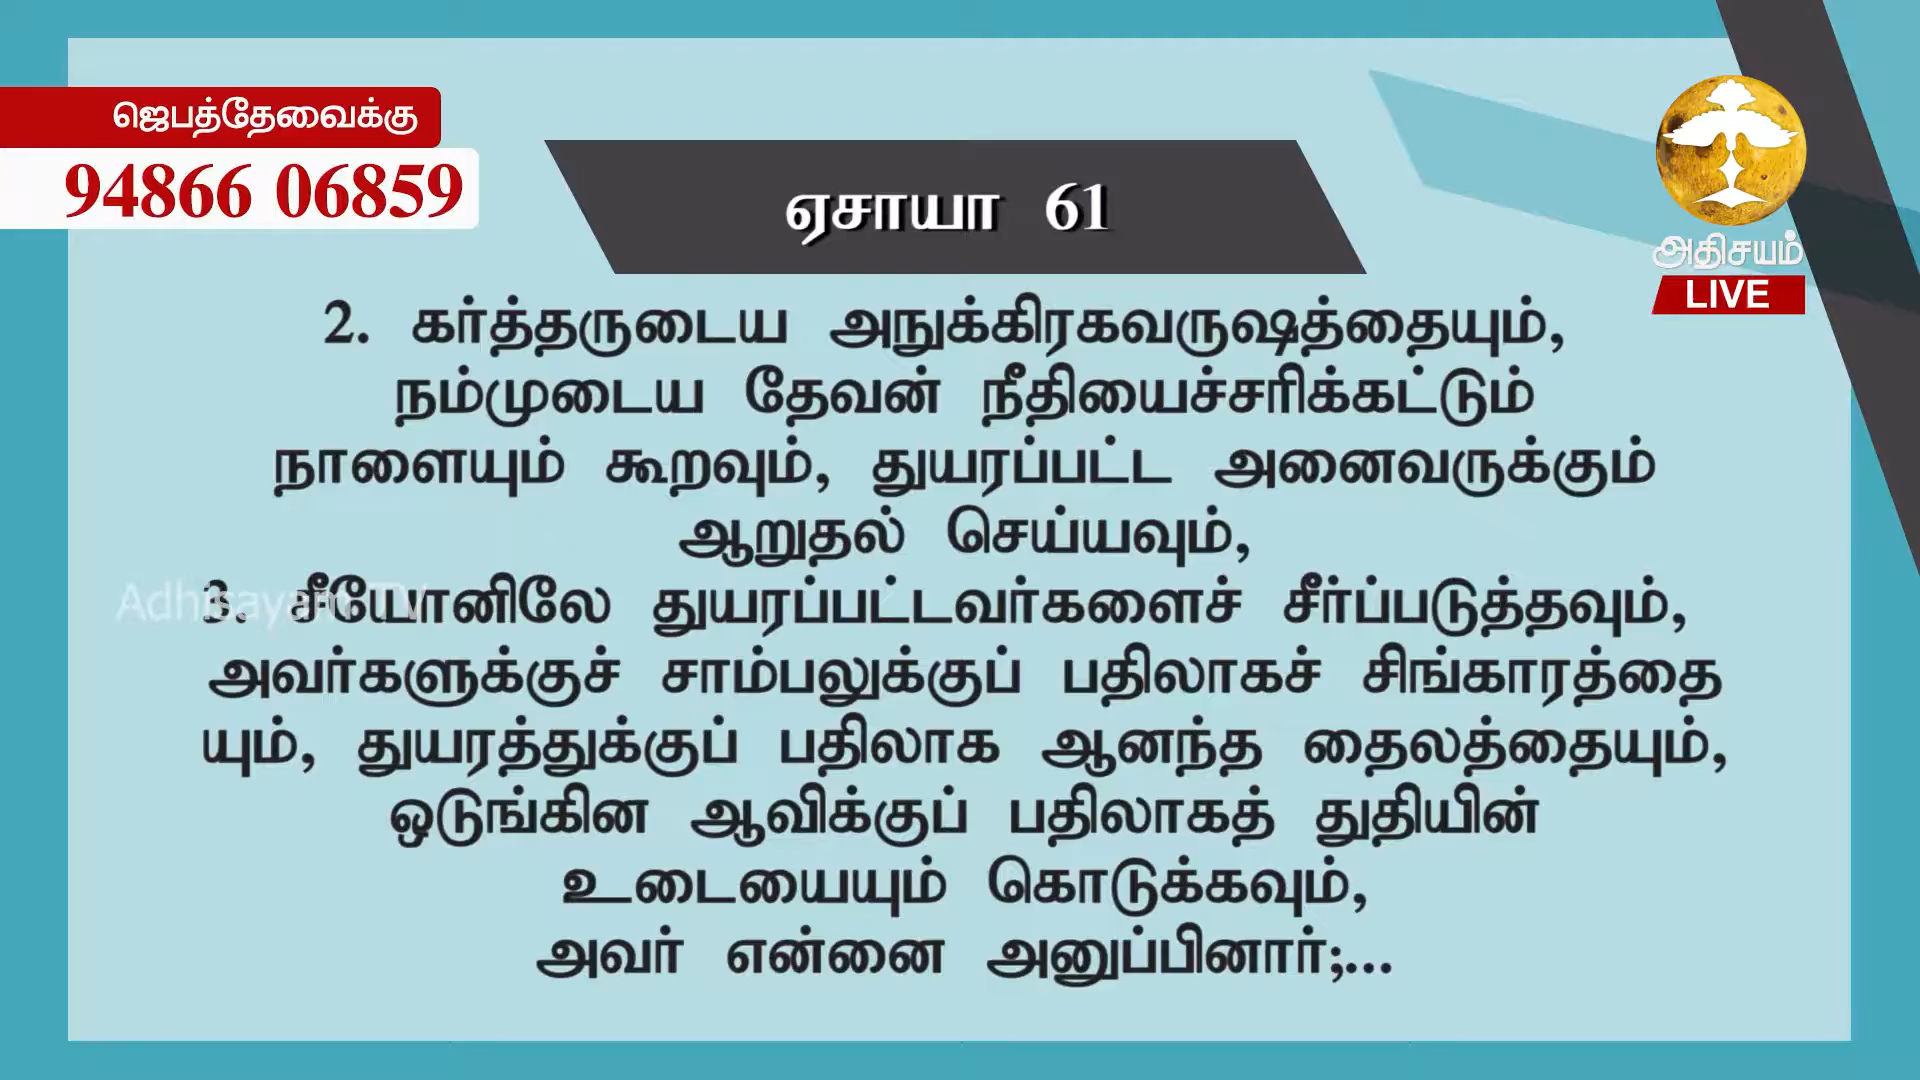 ஜெபத்தேவைக்கு
94866 06859
ஏசாயா 61
அதிசயம்
LIVE
2. கர்த்தருடைய அநுக்கிரகவருஷத்தையும்,
நம்முடைய தேவன் நீதியைச்சரிக்கட்டும்
நாளையும் கூறவும், துயரப்பட்ட அனைவருக்கும்
ஆறுதல் செய்யவும்,
3. சீயோனிலே துயரப்பட்டவர்களைச் சீர்ப்படுத்தவும்,
Adhisayam TV
அவர்களுக்குச் சாம்பலுக்குப் பதிலாகச் சிங்காரத்தை
யும், துயரத்துக்குப் பதிலாக ஆனந்த தைலத்தையும்,
ஒடுங்கின ஆவிக்குப் பதிலாகத் துதியின்
உடையையும் கொடுக்கவும்,
அவர் என்னை அனுப்பினார்;...